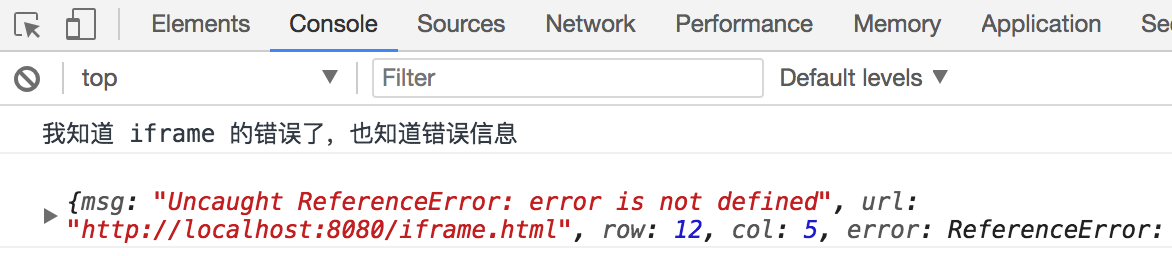 Elements Console Sources Network Performance Memory Application Se
top Filter Default levels
我知道 iframe 的错误了，也知道错误信息
{msg: "Uncaught ReferenceError: error is not defined", url:
"http://localhost:8080/iframe.html", row: 12, col: 5, error: ReferenceError: